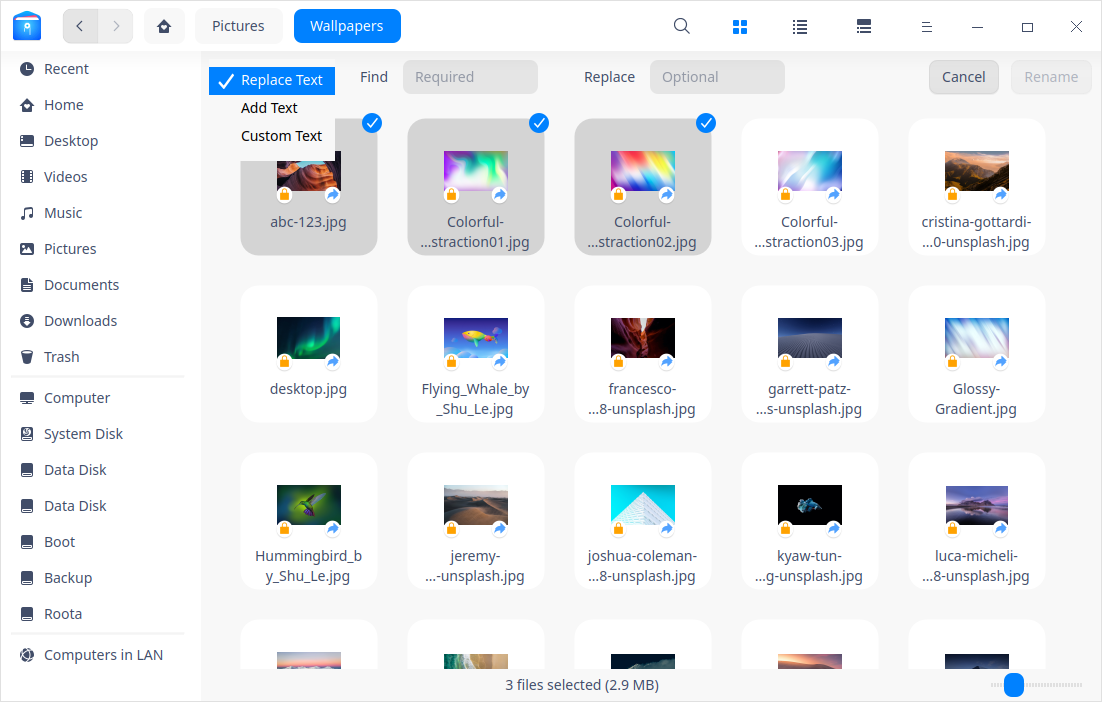 Pictures
Wallpapers
Recent
Home
Desktop
Videos
Music
Pictures
Documents
Downloads
Trash
Computer
System Disk
Data Disk
Data Disk
Boot
Backup
Roota
Computers in LAN
Replace Text
Add Text
Custom Text
Find
Required
Replace
Optional
Cancel
Rename
abc-123.jpg
Colorful-
...straction01.jpg
Colorful-
...straction02.jpg
Colorful-
...straction03.jpg
cristina-gottardi-
...0-unsplash.jpg
desktop.jpg
Flying_Whale_by
_Shu_Le.jpg
francesco-
...8-unsplash.jpg
garrett-patz-
...s-unsplash.jpg
Glossy-
Gradient.jpg
Hummingbird_b
y_Shu_Le.jpg
jeremy-
...-unsplash.jpg
joshua-coleman-
...8-unsplash.jpg
kyaw-tun-
...g-unsplash.jpg
luca-micheli-
...8-unsplash.jpg
3 files selected (2.9 MB)